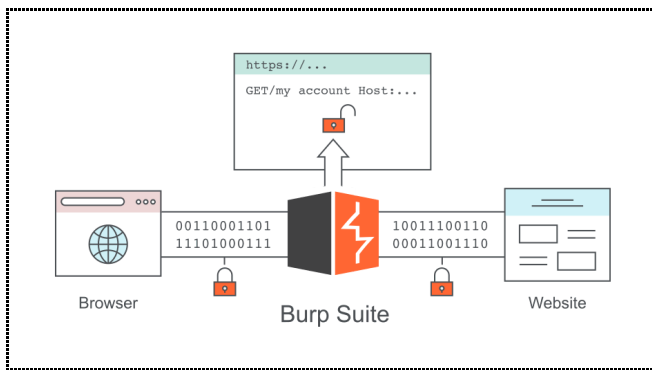 https://...
GET/my account Host:...
00110001101
11101000111
10011100110
00011001110
Browser
Burp Suite
Website